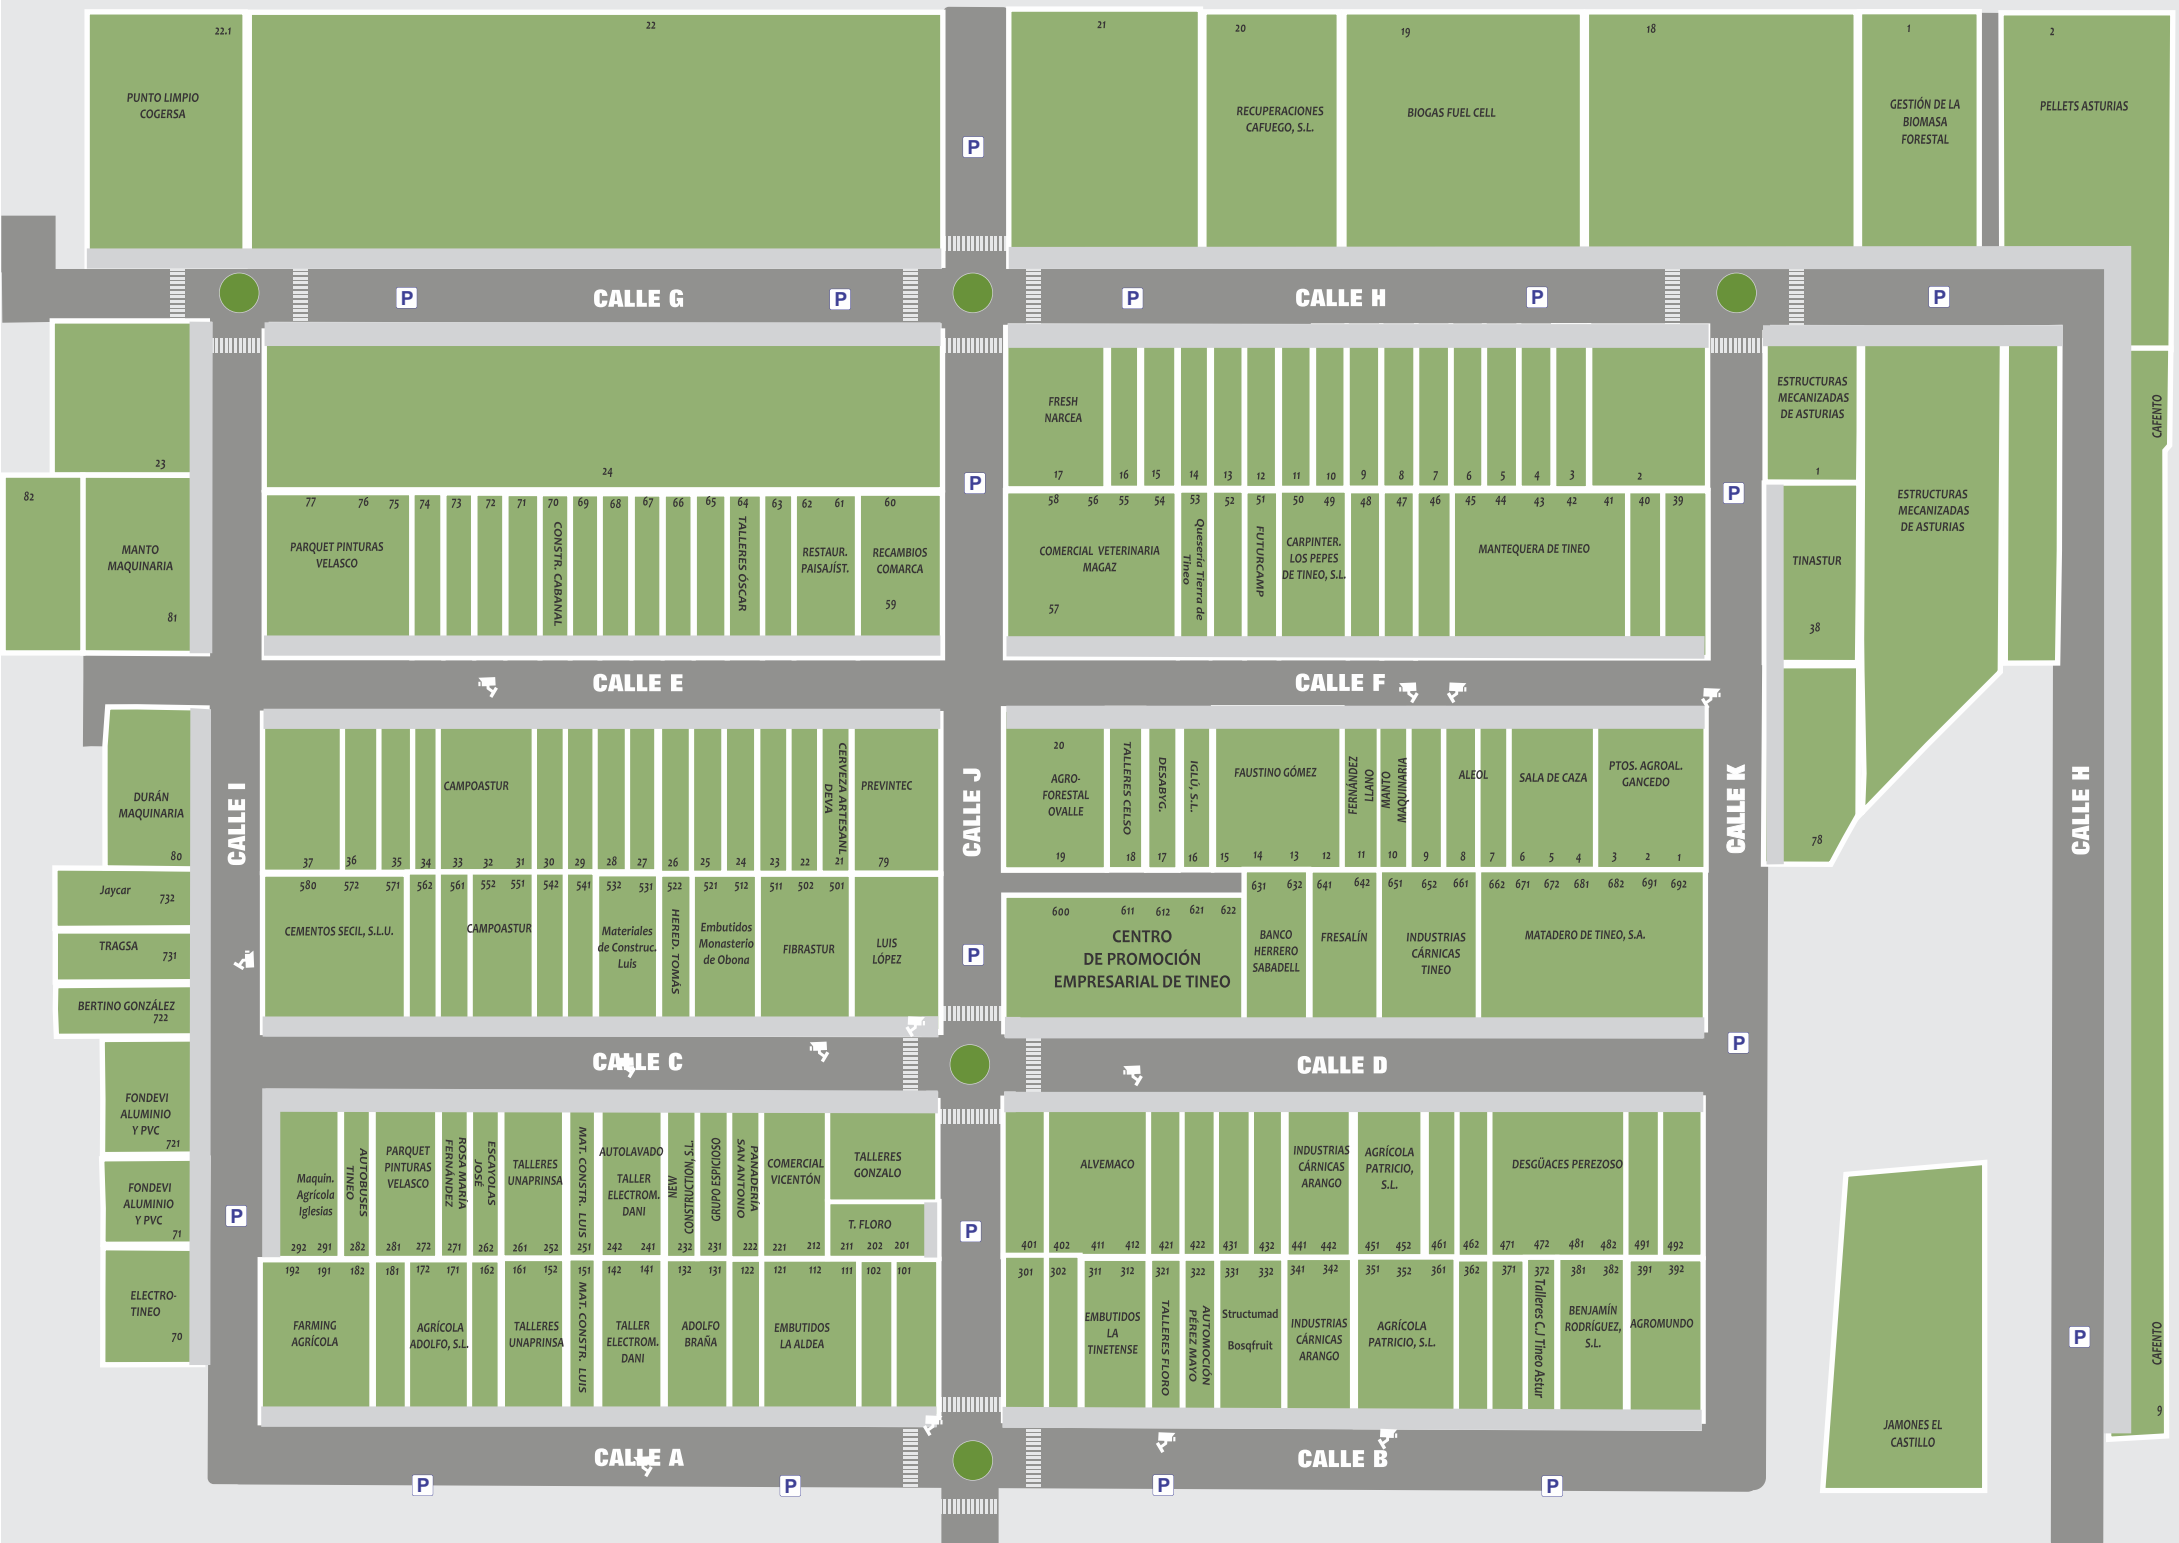 22.1
22
21
20
19
18
1
2
PUNTO LIMPIO
COGERSA
RECUPERACIONES
CAFUEGO, S.L.
BIOGAS FUEL CELL
GESTIÓN DE LA
BIOMASA
FORESTAL
PELLETS ASTURIAS
P
CALLE G
P
P
CALLE H
P
P
P
23
82
MANTO
MAQUINARIA
81
24
77 76 75 74 73 72 71 70 69 68 67 66 65 64 63 62 61 60
PARQUET PINTURAS
VELASCO
CONSTR. CABANAL
TALLERES ÓSCAR
RESTAUR.
PAISAJÍST.
RECAMBIOS
COMARCA
59
P
FRESH
NARCEA
17 16 15 14 13 12 11 10 9 8 7 6 5 4 3 2
58 56 55 54 53 52 51 50 49 48 47 46 45 44 43 42 41 40 39
COMERCIAL VETERINARIA
MAGAZ
57
Quesería Tierra de
Tineo
FUTURCAMP
CARPINTER.
LOS PEPES
DE TINEO, S.L.
MANTEQUERA DE TINEO
P
ESTRUCTURAS
MECANIZADAS
DE ASTURIAS
1
TINASTUR
38
78
ESTRUCTURAS
MECANIZADAS
DE ASTURIAS
CAFENTO
CALLE E
CALLE F
CALLE I
CALLE J
CALLE K
CALLE H
DURÁN
MAQUINARIA
80
Jaycar
732
TRAGSA
731
BERTINO GONZÁLEZ
722
FONDEVI
ALUMINIO
Y PVC
721
FONDEVI
ALUMINIO
Y PVC
71
ELECTRO-
TINEO
70
CAMPOASTUR
CERVEZA ARTESANL
DEVA
PREVINTEC
37 36 35 34 33 32 31 30 29 28 27 26 25 24 23 22 21 79
580 572 571 562 561 552 551 542 541 532 531 522 521 512 511 502 501
CEMENTOS SECIL, S.L.U.
CAMPOASTUR
Materiales
de Construc.
Luis
HERED. TOMÁS
Embutidos
Monasterio
de Obona
FIBRASTUR
LUIS
LÓPEZ
20
AGRO-
FORESTAL
OVALLE
TALLERES CELSO
DESABYG.
IGLÚ, S.L.
FAUSTINO GÓMEZ
FERNÁNDEZ
LLANO
MANTO
MAQUINARIA
ALEOL
SALA DE CAZA
PTOS. AGROAL.
GANCEDO
19 18 17 16 15 14 13 12 11 10 9 8 7 6 5 4 3 2 1
600 611 612 621 622 631 632 641 642 651 652 661 662 671 672 681 682 691 692
CENTRO
DE PROMOCIÓN
EMPRESARIAL DE TINEO
BANCO
HERRERO
SABADELL
FRESALÍN
INDUSTRIAS
CÁRNICAS
TINEO
MATADERO DE TINEO, S.A.
P
P
CALLE C
CALLE D
Maquin.
Agrícola
Iglesias
AUTOBUSES
TINEO
PARQUET
PINTURAS
VELASCO
ROSA MARÍA
FERNÁNDEZ
ESCAYOLAS
JOSÉ
TALLERES
UNAPRINSA
MAT. CONSTR. LUIS
AUTOLAVADO
TALLER
ELECTROM.
DANI
NEW
CONSTRUCTION, S.L.
GRUPO ESPICIOSO
PANADERÍA
SAN ANTONIO
COMERCIAL
VICENTÓN
TALLERES
GONZALO
T. FLORO
292 291 282 281 272 271 262 261 252 251 242 241 232 231 222 221 212 211 202 201
192 191 182 181 172 171 162 161 152 151 142 141 132 131 122 121 112 111 102 101
FARMING
AGRÍCOLA
AGRÍCOLA
ADOLFO, S.L.
TALLERES
UNAPRINSA
MAT. CONSTR. LUIS
TALLER
ELECTROM.
DANI
ADOLFO
BRAÑA
EMBUTIDOS
LA ALDEA
P
P
ALVEMACO
INDUSTRIAS
CÁRNICAS
ARANGO
AGRÍCOLA
PATRICIO,
S.L.
DESGÜACES PEREZOSO
401 402 411 412 421 422 431 432 441 442 451 452 461 462 471 472 481 482 491 492
301 302 311 312 321 322 331 332 341 342 351 352 361 362 371 372 381 382 391 392
EMBUTIDOS
LA
TINETENSE
TALLERES FLORO
AUTOMOCIÓN
PÉREZ MAYO
Structumad
Bosqfruit
INDUSTRIAS
CÁRNICAS
ARANGO
AGRÍCOLA
PATRICIO, S.L.
Talleres C.J Tineo Astur
BENJAMÍN
RODRÍGUEZ,
S.L.
AGROMUNDO
P
CAFENTO
9
JAMONES EL
CASTILLO
CALLE A
CALLE B
P
P
P
P